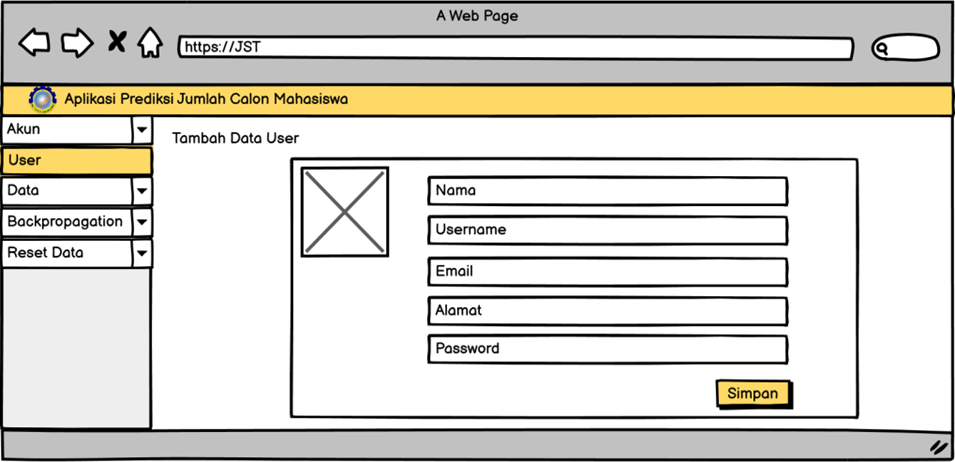 A Web Page
https://JST
Aplikasi Prediksi Jumlah Calon Mahasiswa
Akun
User
Data
Backpropagation
Reset Data
Tambah Data User
Nama
Username
Email
Alamat
Password
Simpan